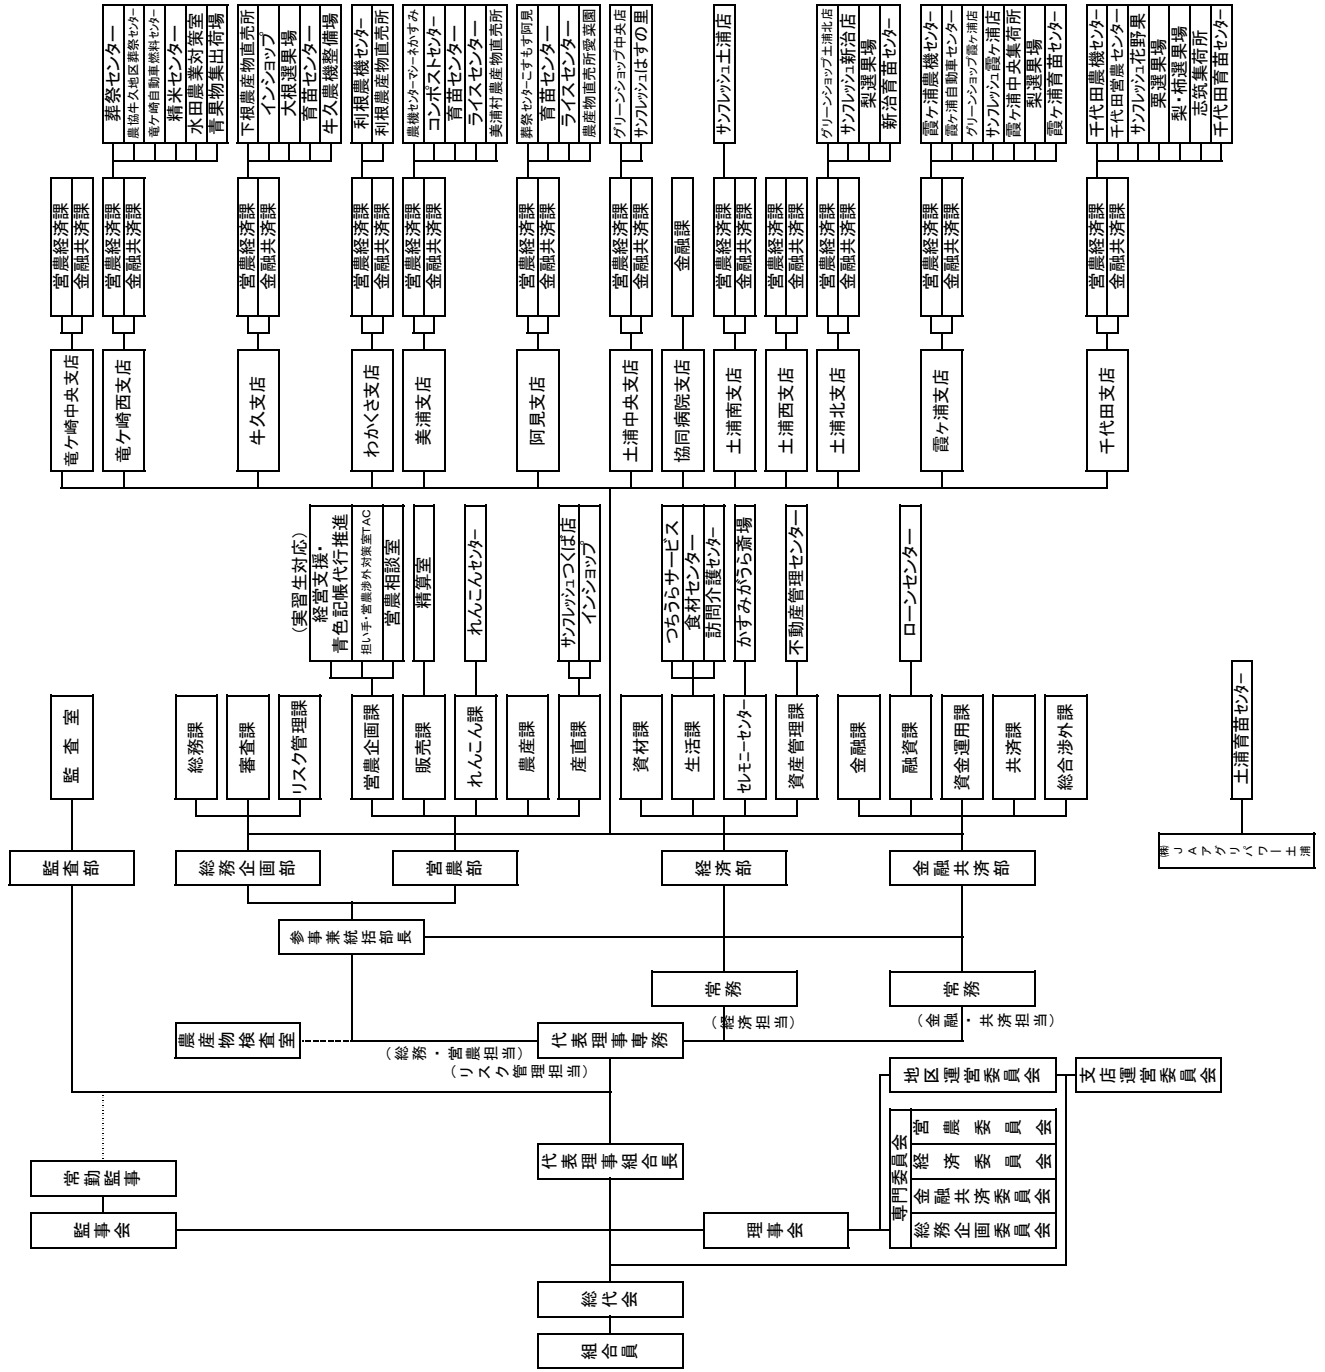 組合員
総代会
監事会
常勤監事
理事会
専門委員会
総務企画委員会
金融共済委員会
経済委員会
営農委員会
地区運営委員会
支店運営委員会
代表理事組合長
代表理事専務
(総務・営農担当)
(リスク管理担当)
農産物検査室
常務
(経済担当)
常務
(金融・共済担当)
参事兼統括部長
監査部
総務企画部
営農部
経済部
金融共済部
監査室
総務課
審査課
リスク管理課
営農企画課
販売課
れんこん課
農産課
産直課
資材課
生活課
セレモニーセンター
資産管理課
金融課
融資課
資金運用課
共済課
総合渉外課
(実習生対応)
経営支援・
青色記帳代行推進
担い手・営農渉外対策室TAC
営農相談室
精算室
れんこんセンター
サンフレッシュつくば店
インショップ
つちうらサービス
食材センター
訪問介護センター
かすみがうら斎場
不動産管理センター
ローンセンター
㈱JAアグリパワー土浦
土浦育苗センター
竜ケ崎中央支店
営農経済課
金融共済課
竜ケ崎西支店
営農経済課
金融共済課
葬祭センター
農協牛久地区葬祭センター
竜ケ崎自動車燃料センター
精米センター
水田農業対策室
青果物集出荷場
牛久支店
営農経済課
金融共済課
下根農産物直売所
インショップ
大根選果場
育苗センター
牛久農機整備場
わかくさ支店
営農経済課
金融共済課
利根農機センター
利根農産物直売所
美浦支店
営農経済課
金融共済課
農機センターマシーネかすみ
コンポストセンター
育苗センター
ライスセンター
美浦村農産物直売所
阿見支店
営農経済課
金融共済課
葬祭センターこすもす阿見
育苗センター
ライスセンター
農産物直売所愛菜園
土浦中央支店
営農経済課
金融共済課
グリーンショップ中央店
サンフレッシュはすの里
協同病院支店
金融課
土浦南支店
営農経済課
金融共済課
サンフレッシュ土浦店
土浦西支店
営農経済課
金融共済課
土浦北支店
営農経済課
金融共済課
グリーンショップ土浦北店
サンフレッシュ新治店
梨選果場
新治育苗センター
霞ケ浦支店
営農経済課
金融共済課
霞ケ浦農機センター
霞ケ浦自動車センター
グリーンショップ霞ヶ浦店
サンフレッシュ霞ヶ浦店
霞ケ浦中央集荷所
梨選果場
霞ケ浦育苗センター
千代田支店
営農経済課
金融共済課
千代田農機センター
千代田営農センター
サンフレッシュ花野果
栗選果場
梨・柿選果場
志筑集荷所
千代田育苗センター